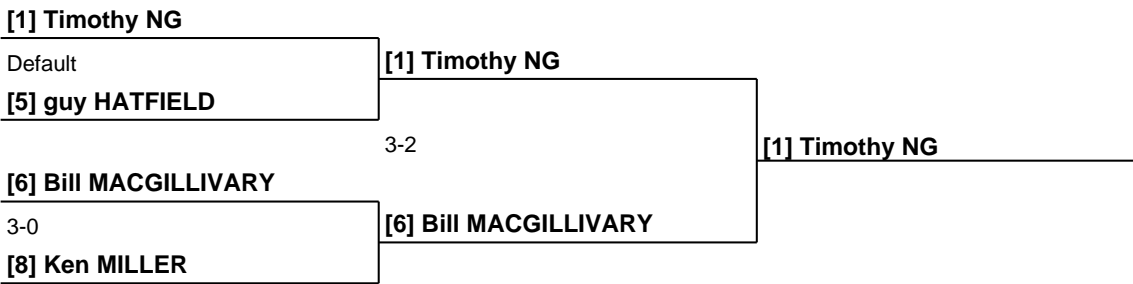 [1] Timothy NG
Default
[1] Timothy NG
[5] guy HATFIELD
3-2
[1] Timothy NG
[6] Bill MACGILLIVARY
3-0
[6] Bill MACGILLIVARY
[8] Ken MILLER